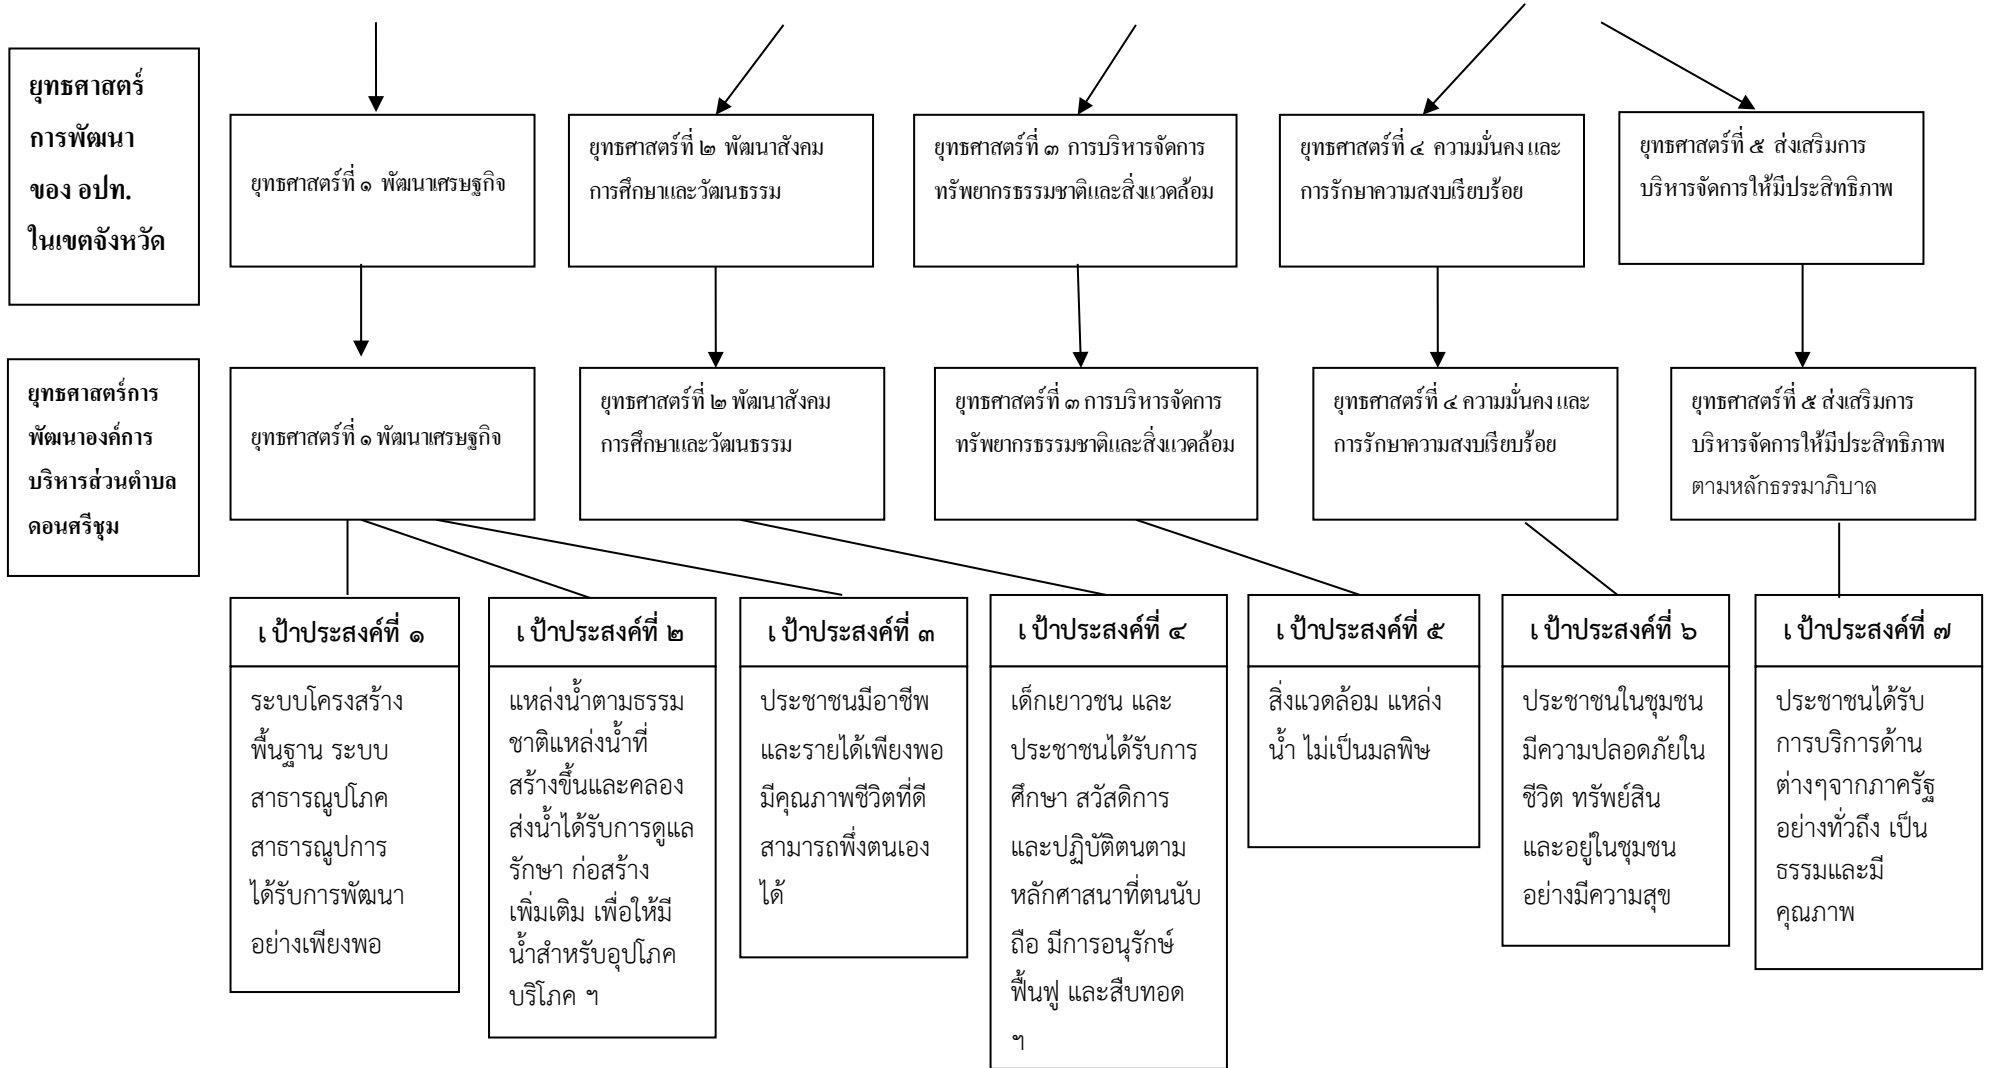 ยุทธศาสตร์
การพัฒนา
ของ อปท.
ในเขตจังหวัด
ยุทธศาสตร์ที่ ๑ พัฒนาเศรษฐกิจ
ยุทธศาสตร์ที่ ๒ พัฒนาสังคม
การศึกษาและวัฒนธรรม
ยุทธศาสตร์ที่ ๓ การบริหารจัดการ
ทรัพยากรธรรมชาติและสิ่งแวดล้อม
ยุทธศาสตร์ที่ ๔ ความมั่นคง และ
การรักษาความสงบเรียบร้อย
ยุทธศาสตร์ที่ ๕ ส่งเสริมการ
บริหารจัดการให้มีประสิทธิภาพ
ยุทธศาสตร์การ
พัฒนาองค์การ
บริหารส่วนตำบล
ดอนศรีชุม
ยุทธศาสตร์ที่ ๑ พัฒนาเศรษฐกิจ
ยุทธศาสตร์ที่ ๒ พัฒนาสังคม
การศึกษาและวัฒนธรรม
ยุทธศาสตร์ที่ ๓ การบริหารจัดการ
ทรัพยากรธรรมชาติและสิ่งแวดล้อม
ยุทธศาสตร์ที่ ๔ ความมั่นคง และ
การรักษาความสงบเรียบร้อย
ยุทธศาสตร์ที่ ๕ ส่งเสริมการ
บริหารจัดการให้มีประสิทธิภาพ
ตามหลักธรรมาภิบาล
เป้าประสงค์ที่ ๑
ระบบโครงสร้าง
พื้นฐาน ระบบ
สาธารณูปโภค
สาธารณูปการ
ได้รับการพัฒนา
อย่างเพียงพอ
เป้าประสงค์ที่ ๒
แหล่งน้ำตามธรรม
ชาติแหล่งน้ำที่
สร้างขึ้นและคลอง
ส่งน้ำได้รับการดูแล
รักษา ก่อสร้าง
เพิ่มเติม เพื่อให้มี
น้ำสำหรับอุปโภค
บริโภค ฯ
เป้าประสงค์ที่ ๓
ประชาชนมีอาชีพ
และรายได้เพียงพอ
มีคุณภาพชีวิตที่ดี
สามารถพึ่งตนเอง
ได้
เป้าประสงค์ที่ ๔
เด็กเยาวชน และ
ประชาชนได้รับการ
ศึกษา สวัสดิการ
และปฏิบัติตนตาม
หลักศาสนาที่ตนนับ
ถือ มีการอนุรักษ์
ฟื้นฟู และสืบทอด
ฯ
เป้าประสงค์ที่ ๕
สิ่งแวดล้อม แหล่ง
น้ำ ไม่เป็นมลพิษ
เป้าประสงค์ที่ ๖
ประชาชนในชุมชน
มีความปลอดภัยใน
ชีวิต ทรัพย์สิน
และอยู่ในชุมชน
อย่างมีความสุข
เป้าประสงค์ที่ ๗
ประชาชนได้รับ
การบริการด้าน
ต่างๆจากภาครัฐ
อย่างทั่วถึง เป็น
ธรรมและมี
คุณภาพ